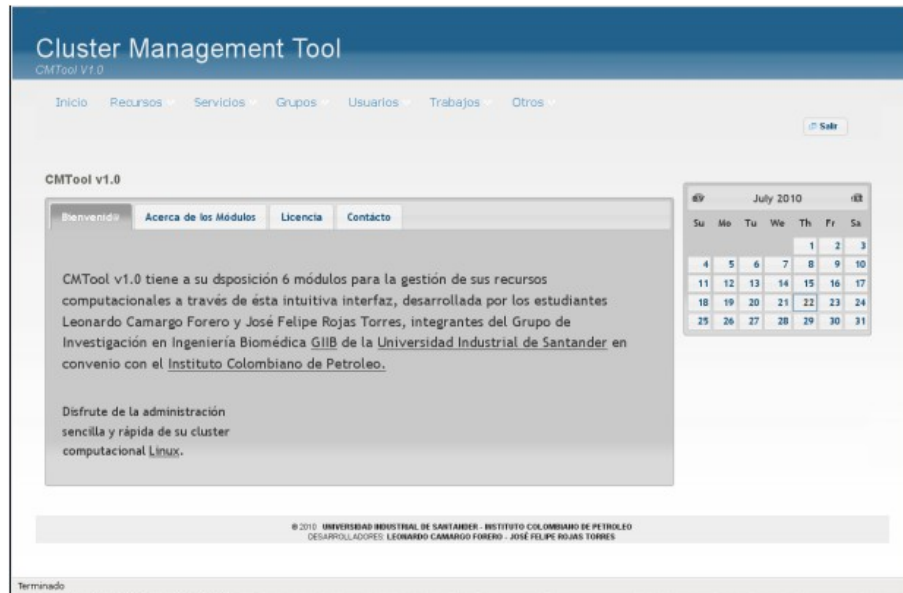 Cluster Management Tool
CMTool V1.0
Inicio Recursos Servicios Grupos Usuarios Trabajos Otros
Salir
CMTool v1.0
Bienvenid@ Acerca de los Módulos Licencia Contácto
CMTool v1.0 tiene a su dsposición 6 módulos para la gestión de sus recursos
computacionales a través de ésta intuitiva interfaz, desarrollada por los estudiantes
Leonardo Camargo Forero y José Felipe Rojas Torres, integrantes del Grupo de
Investigación en Ingeniería Biomédica GIIB de la Universidad Industrial de Santander en
convenio con el Instituto Colombiano de Petroleo.
Disfrute de la administración
sencilla y rápida de su cluster
computacional Linux.
July 2010
Su Mo Tu We Th Fr Sa
1 2 3
4 5 6 7 8 9 10
11 12 13 14 15 16 17
18 19 20 21 22 23 24
25 26 27 28 29 30 31
© 2010 UNIVERSIDAD INDUSTRIAL DE SANTANDER - INSTITUTO COLOMBIANO DE PETROLEO
DESARROLLADORES: LEONARDO CAMARGO FORERO - JOSÉ FELIPE ROJAS TORRES
Terminado